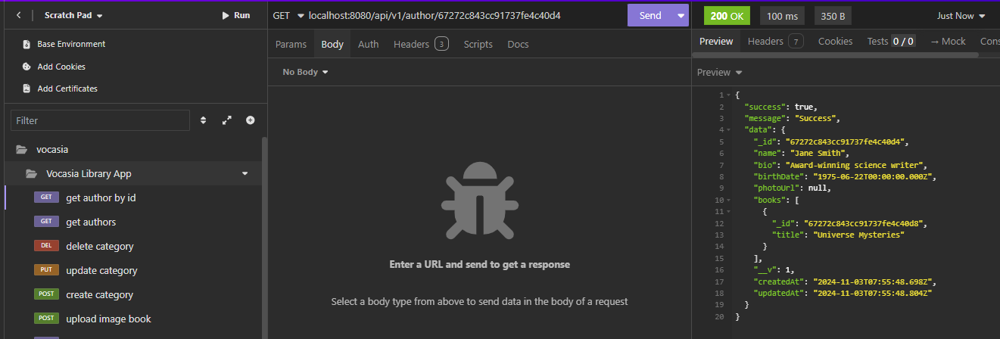 Scratch Pad
Run
Base Environment
Add Cookies
Add Certificates
Filter
vocasia
Vocasia Library App
GET get author by id
GET get authors
DEL delete category
PUT update category
POST create category
POST upload image book
GET localhost:8080/api/v1/author/67272c843cc91737fe4c40d4 Send
Params Body Auth Headers 3 Scripts Docs
No Body
Enter a URL and send to get a response
Select a body type from above to send data in the body of a request
200 OK 100 ms 350 B Just Now
Preview Headers 7 Cookies Tests 0 / 0 → Mock Cons
Preview
1 {
2 "success": true,
3 "message": "Success",
4 "data": {
5 "_id": "67272c843cc91737fe4c40d4",
6 "name": "Jane Smith",
7 "bio": "Award-winning science writer",
8 "birthDate": "1975-06-22T00:00:00.000Z",
9 "photoUrl": null,
10 "books": [
11 {
12 "_id": "67272c843cc91737fe4c40d8",
13 "title": "Universe Mysteries"
14 }
15 ],
16 "__v": 1,
17 "createdAt": "2024-11-03T07:55:48.698Z",
18 "updatedAt": "2024-11-03T07:55:48.804Z"
19 }
20 }